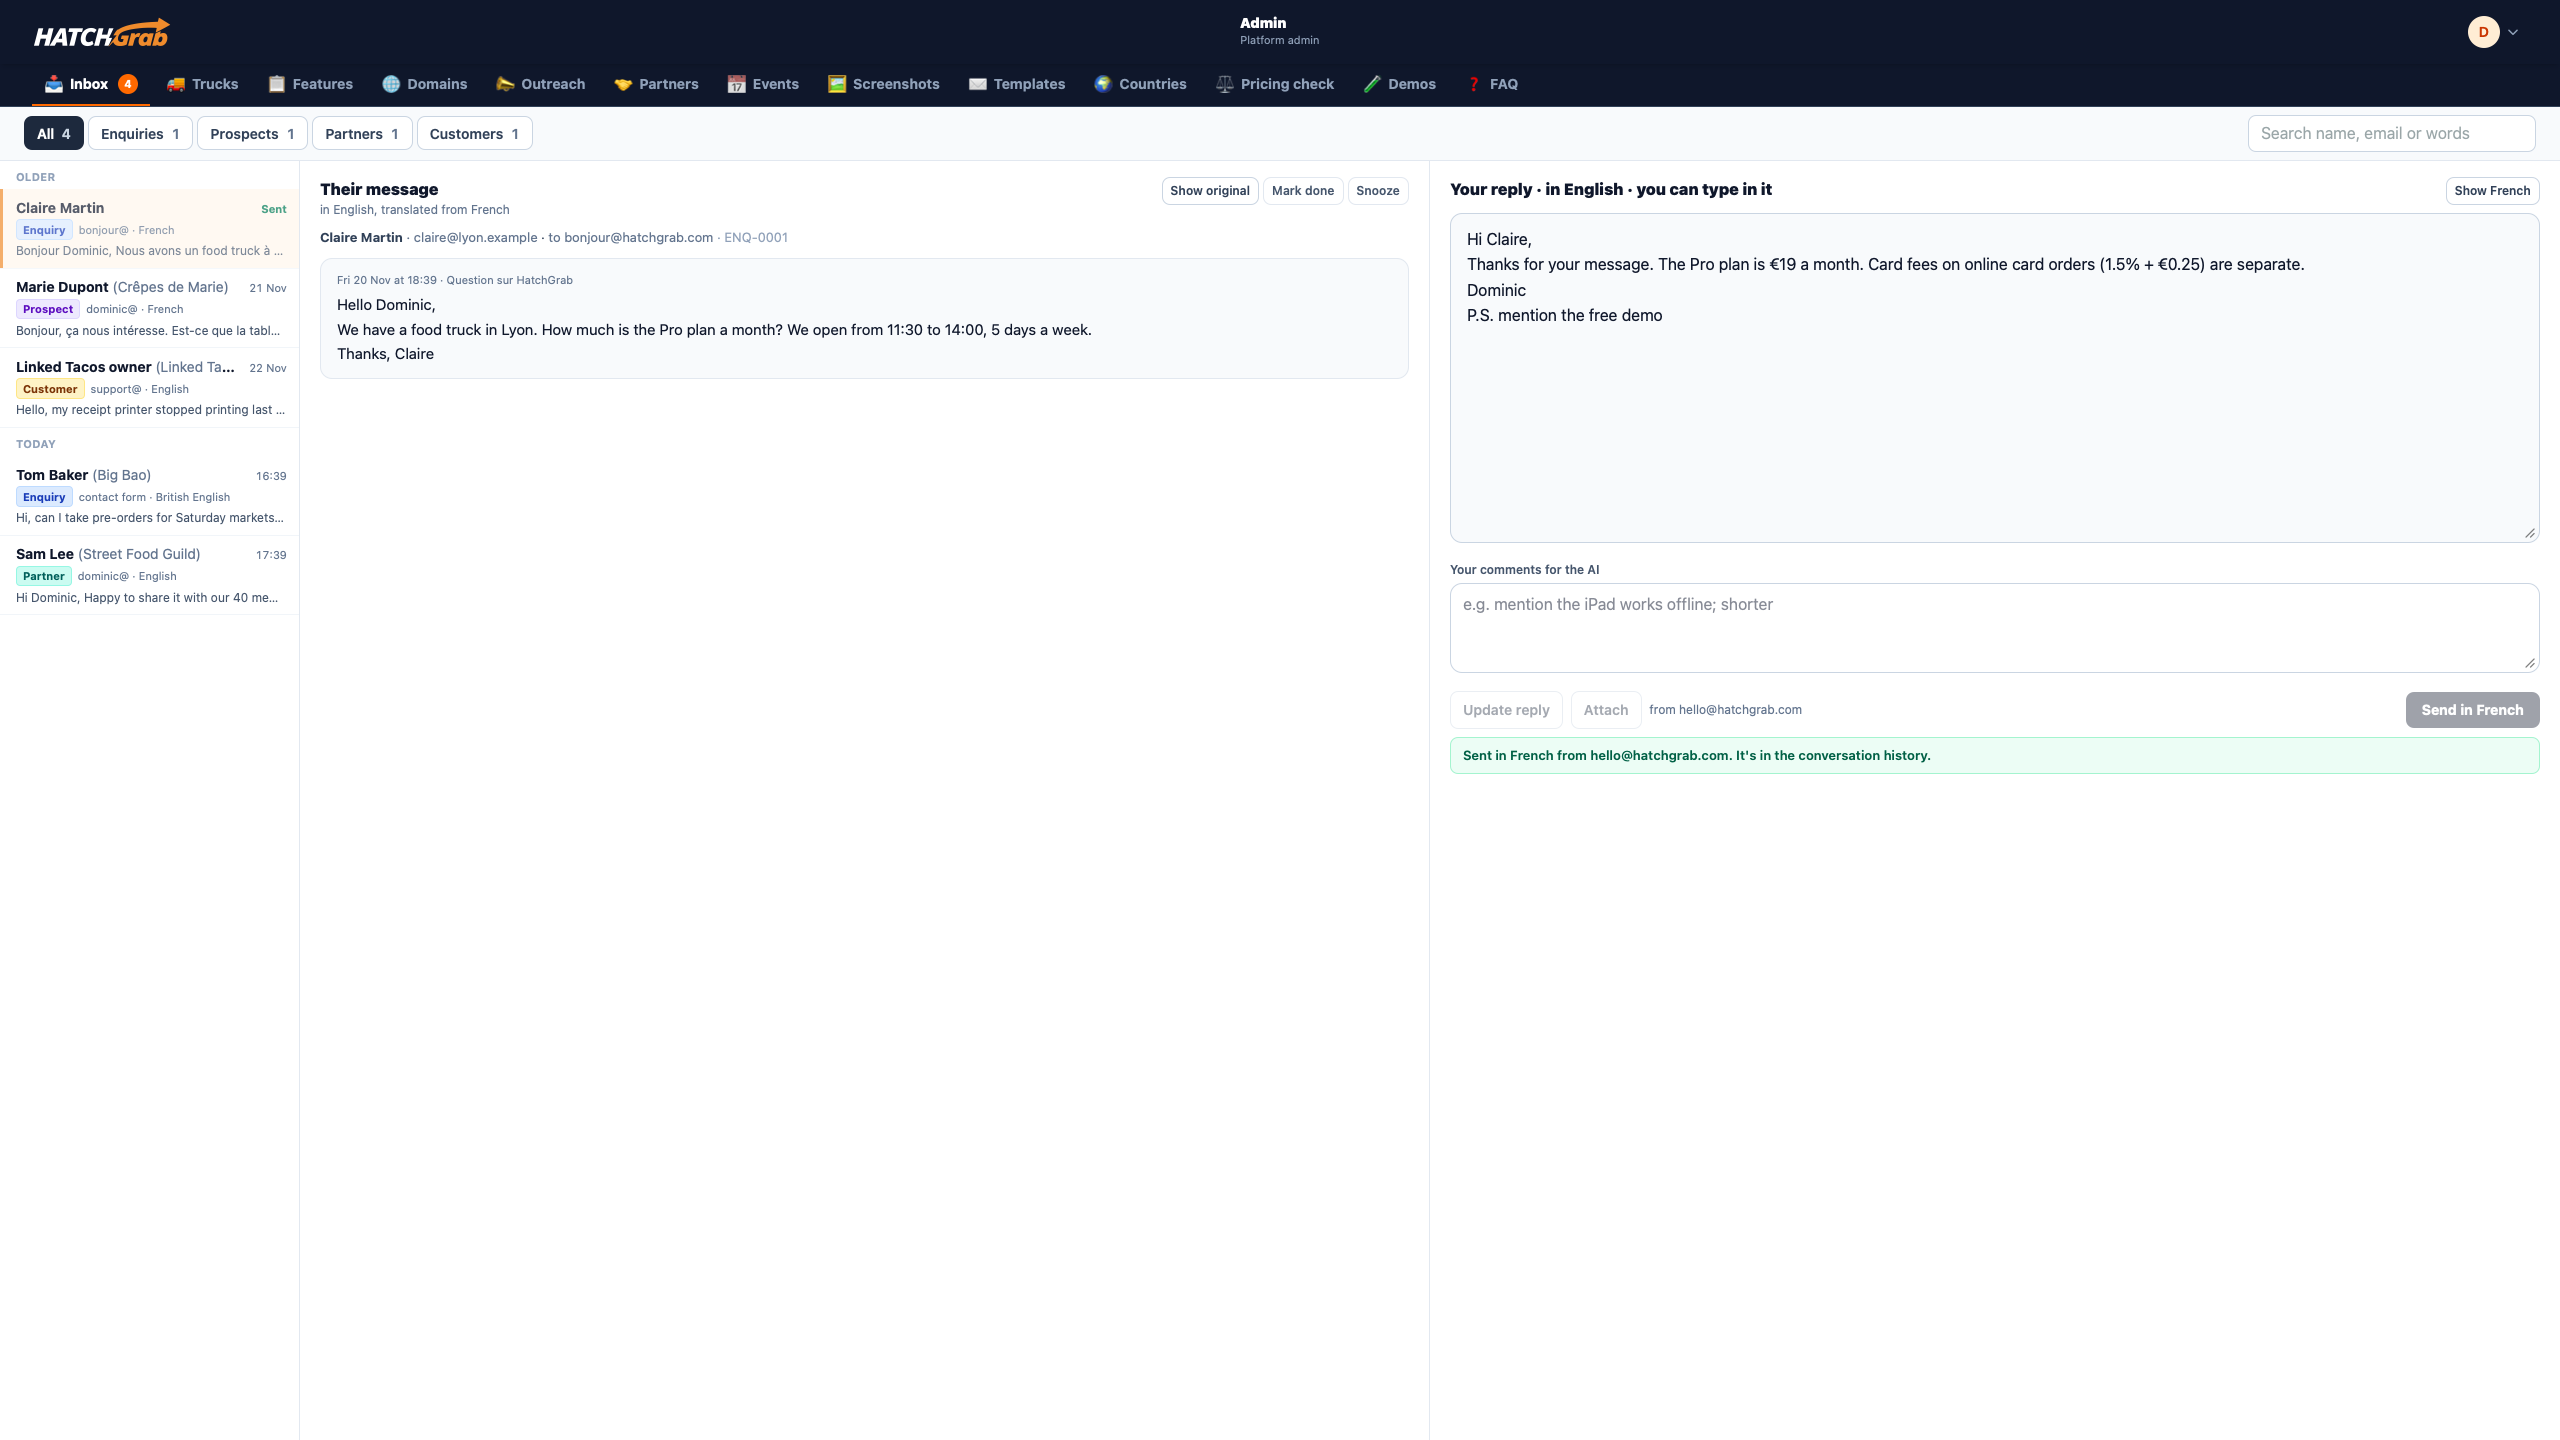 HATCHGrab
Admin
Platform admin
D
Inbox 4
Trucks
Features
Domains
Outreach
Partners
17
Events
Screenshots
Templates
Countries
Pricing check
Demos
FAQ
All 4
Enquiries 1
Prospects 1
Partners 1
Customers 1
Search name, email or words
OLDER
Claire Martin Sent
Enquiry bonjour@ · French
Bonjour Dominic, Nous avons un food truck à ...
Marie Dupont (Crêpes de Marie) 21 Nov
Prospect dominic@ · French
Bonjour, ça nous intéresse. Est-ce que la tabl...
Linked Tacos owner (Linked Ta... 22 Nov
Customer support@ · English
Hello, my receipt printer stopped printing last ...
TODAY
Tom Baker (Big Bao) 16:39
Enquiry contact form · British English
Hi, can I take pre-orders for Saturday markets...
Sam Lee (Street Food Guild) 17:39
Partner dominic@ · English
Hi Dominic, Happy to share it with our 40 me...
Their message
Show original
Mark done
Snooze
in English, translated from French
Claire Martin · claire@lyon.example · to bonjour@hatchgrab.com · ENQ-0001
Fri 20 Nov at 18:39 · Question sur HatchGrab
Hello Dominic,
We have a food truck in Lyon. How much is the Pro plan a month? We open from 11:30 to 14:00, 5 days a week.
Thanks, Claire
Your reply · in English · you can type in it
Show French
Hi Claire,
Thanks for your message. The Pro plan is €19 a month. Card fees on online card orders (1.5% + €0.25) are separate.
Dominic
P.S. mention the free demo
Your comments for the AI
e.g. mention the iPad works offline; shorter
Update reply
Attach
from hello@hatchgrab.com
Send in French
Sent in French from hello@hatchgrab.com. It's in the conversation history.